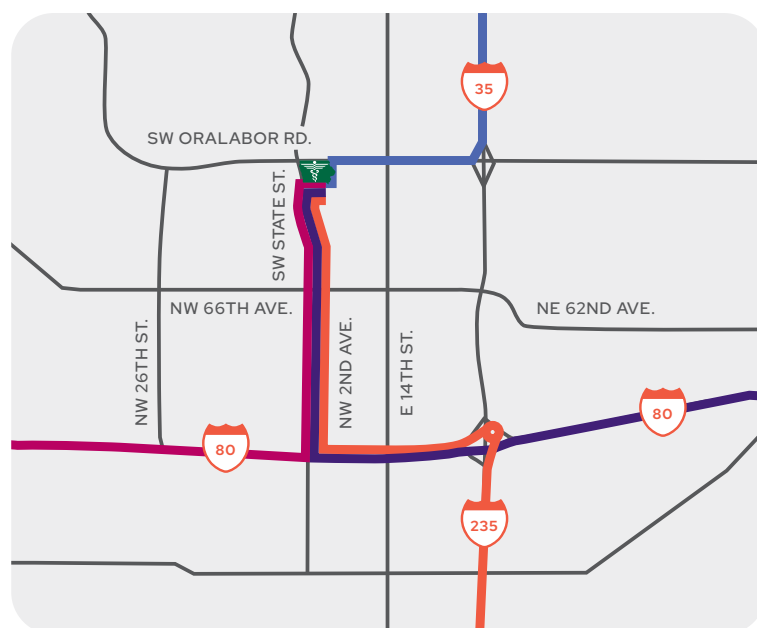 35
SW ORALABOR RD.
SW STATE ST.
NW 66TH AVE.
NE 62ND AVE.
NW 26TH ST.
NW 2ND AVE.
E 14TH ST.
80
80
235